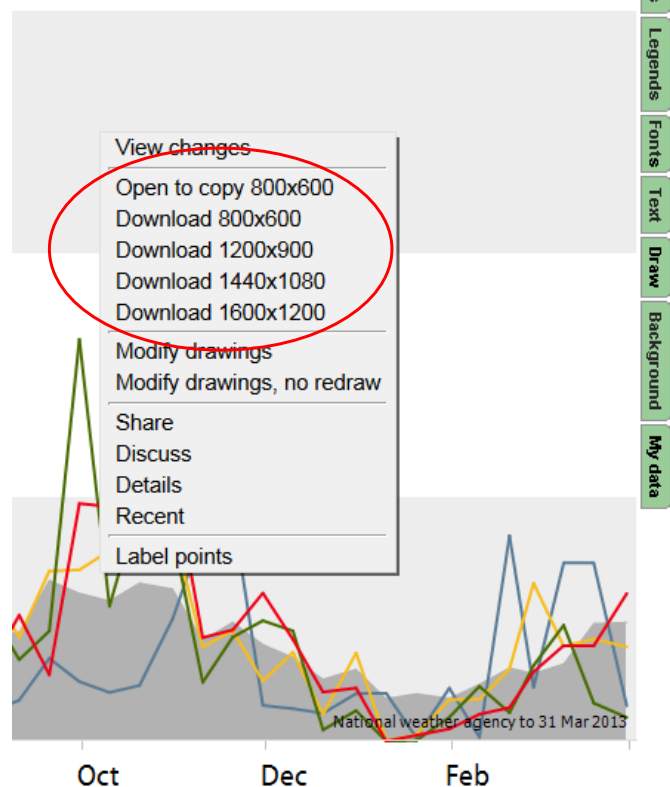 View changes
Open to copy 800x600
Download 800x600
Download 1200x900
Download 1440x1080
Download 1600x1200
Modify drawings
Modify drawings, no redraw
Share
Discuss
Details
Recent
Label points
Legends
Fonts
Text
Draw
Background
My data
National weather agency to 31 Mar 2013
Oct Dec Feb